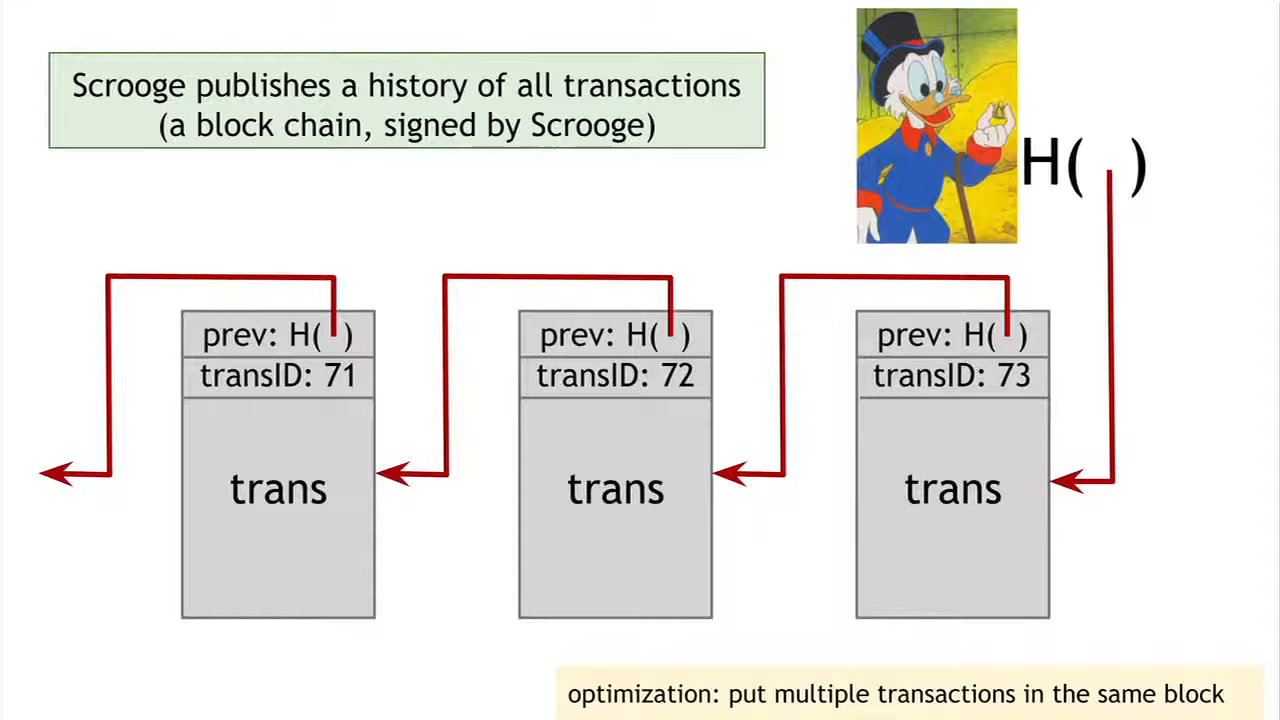 Scrooge publishes a history of all transactions
(a block chain, signed by Scrooge)
H( )
prev: H( )
transID: 71
trans
prev: H( )
transID: 72
trans
prev: H( )
transID: 73
trans
optimization: put multiple transactions in the same block